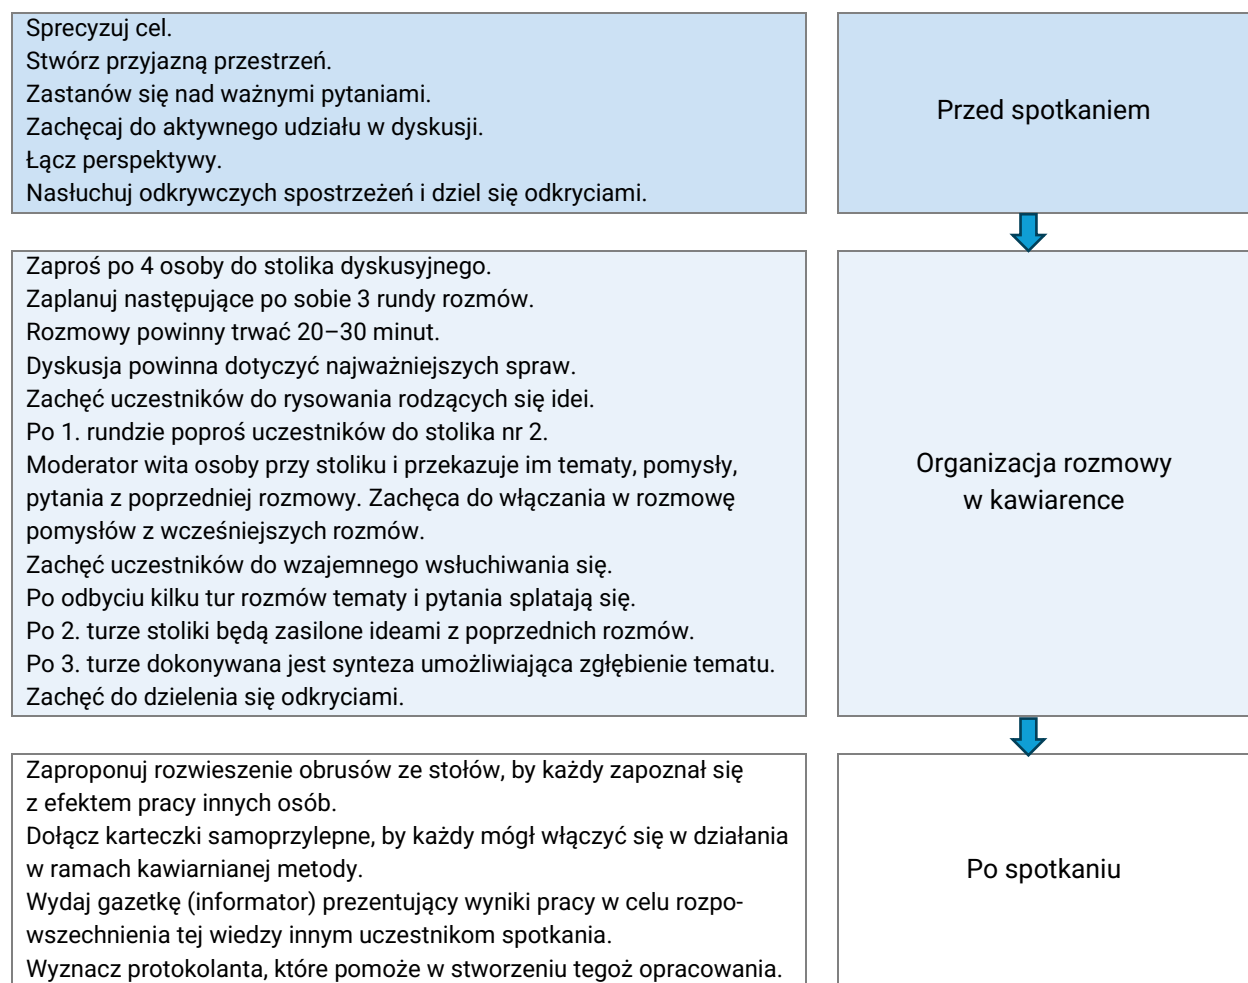 Sprecyzuj cel.
Stwórz przyjazną przestrzeń.
Zastanów się nad ważnymi pytaniami.
Zachęcaj do aktywnego udziału w dyskusji.
Łącz perspektywy.
Nasłuchuj odkrywczych spostrzeżeń i dziel się odkryciami.
Przed spotkaniem
Zaproś po 4 osoby do stolika dyskusyjnego.
Zaplanuj następujące po sobie 3 rundy rozmów.
Rozmowy powinny trwać 20–30 minut.
Dyskusja powinna dotyczyć najważniejszych spraw.
Zachęć uczestników do rysowania rodzących się idei.
Po 1. rundzie poproś uczestników do stolika nr 2.
Moderator wita osoby przy stoliku i przekazuje im tematy, pomysły,
pytania z poprzedniej rozmowy. Zachęca do włączania w rozmowę
pomysłów z wcześniejszych rozmów.
Zachęć uczestników do wzajemnego wsłuchiwania się.
Po odbyciu kilku tur rozmów tematy i pytania splatają się.
Po 2. turze stoliki będą zasilone ideami z poprzednich rozmów.
Po 3. turze dokonywana jest synteza umożliwiająca zgłębienie tematu.
Zachęć do dzielenia się odkryciami.
Organizacja rozmowy
w kawiarence
Zaproponuj rozwieszenie obrusów ze stołów, by każdy zapoznał się
z efektem pracy innych osób.
Dołącz karteczki samoprzylepne, by każdy mógł włączyć się w działania
w ramach kawiarnianej metody.
Wydaj gazetkę (informator) prezentujący wyniki pracy w celu rozpo-
wszechnienia tej wiedzy innym uczestnikom spotkania.
Wyznacz protokolanta, które pomoże w stworzeniu tegoż opracowania.
Po spotkaniu